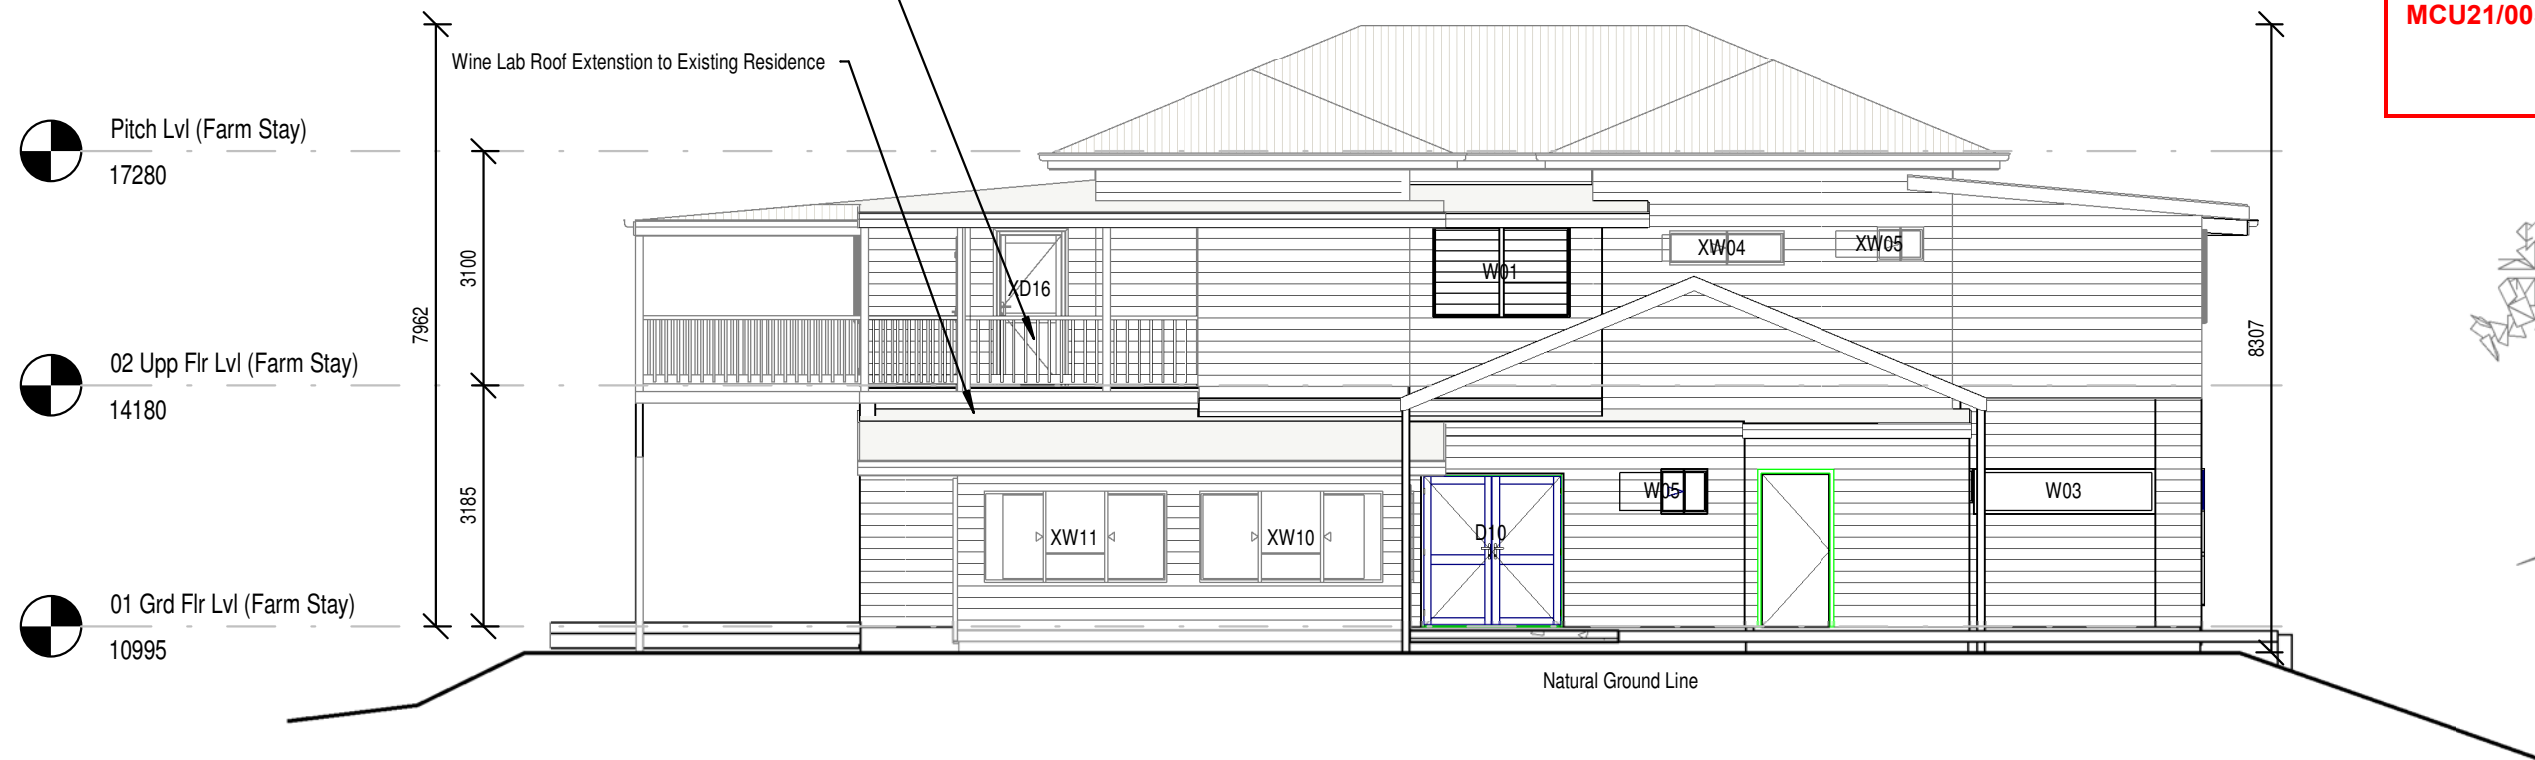 MCU21/00
Wine Lab Roof Extenstion to Existing Residence
Pitch Lvl (Farm Stay)
17280
3100
7962
XD16
W01
XW04
XW05
8307
02 Upp Flr Lvl (Farm Stay)
14180
3185
XW11
XW10
D10
W05
W03
01 Grd Flr Lvl (Farm Stay)
10995
Natural Ground Line